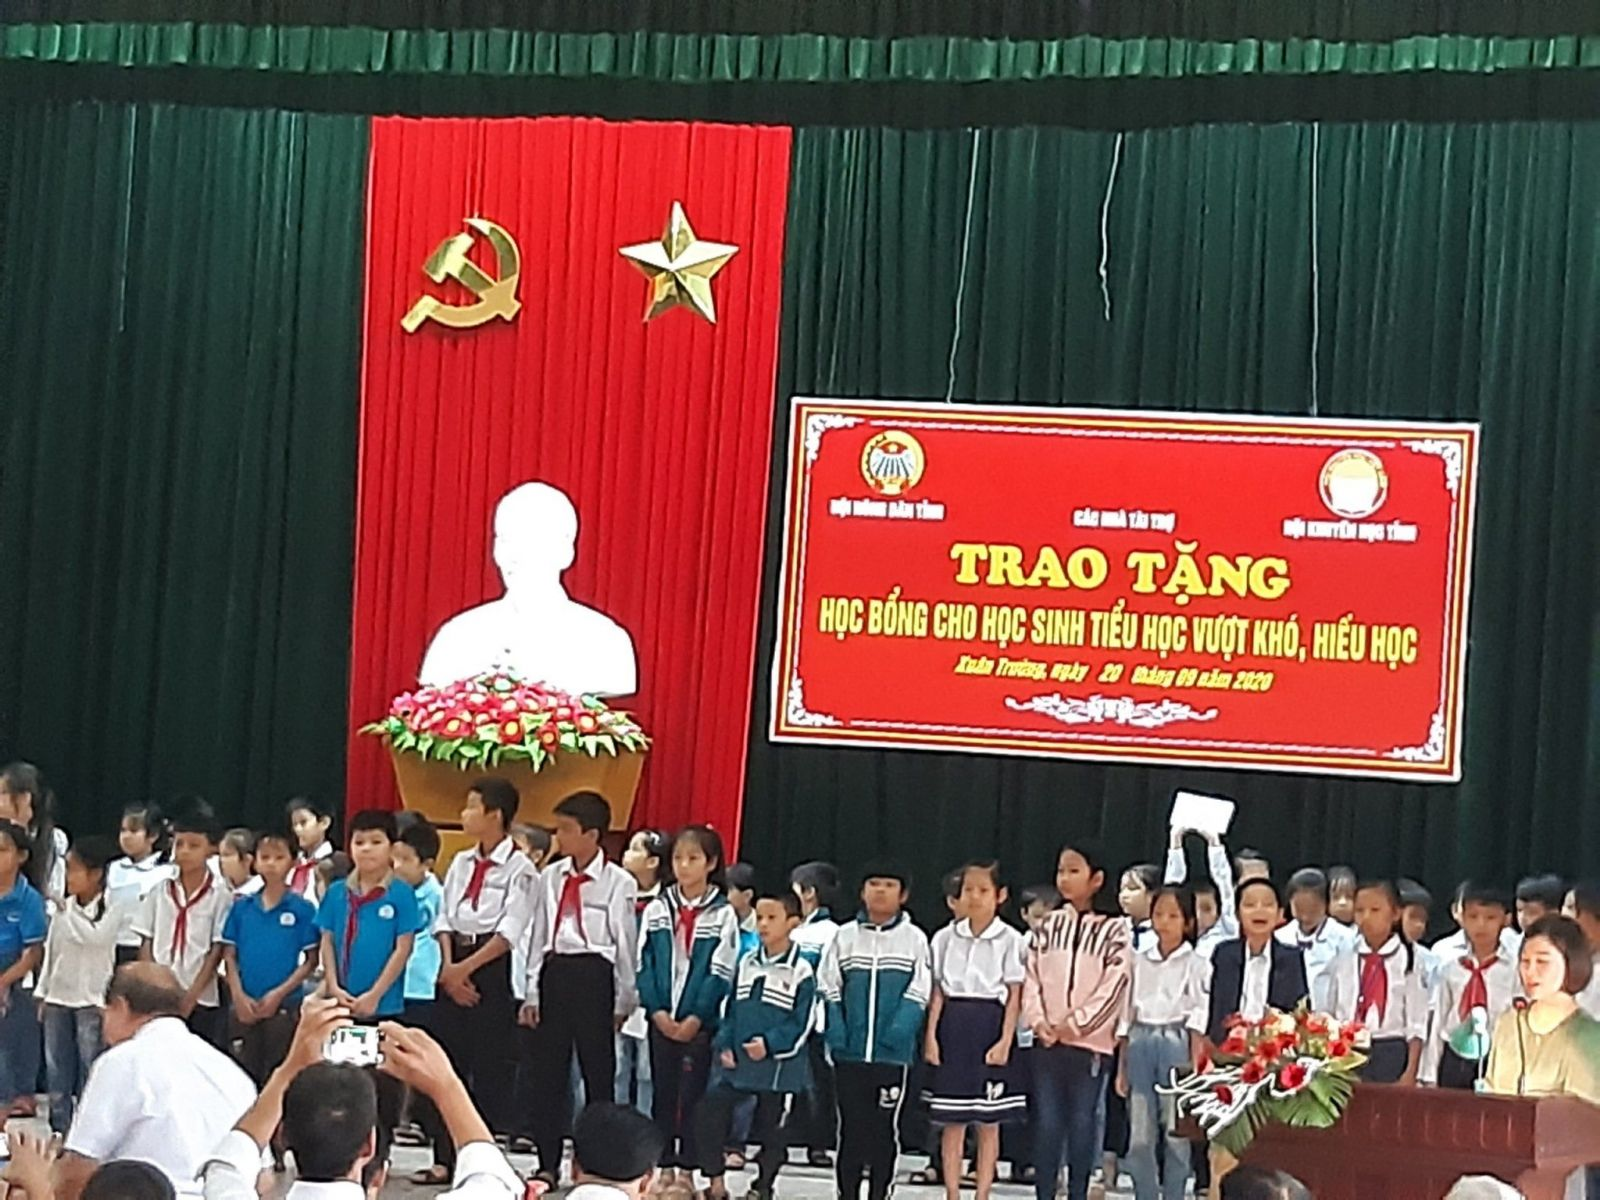 HỘI NÔNG DÂN TỈNH
CÁC NHÀ TÀI TRỢ
HỘI KHUYẾN HỌC TỈNH
TRAO TẶNG
HỌC BỔNG CHO HỌC SINH TIỂU HỌC VƯỢT KHÓ, HIẾU HỌC
Xuân Trường, ngày 20 tháng 09 năm 2020